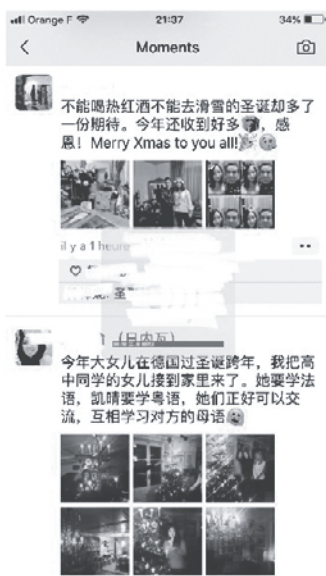 Orange F 21:37 34%
Moments
不能喝热红酒不能去滑雪的圣诞却多了
一份期待。今年还收到好多🎁，感
恩！Merry Xmas to you all!🎉😘
il y a 1 heure
（日内瓦）
今年大女儿在德国过圣诞跨年，我把高
中同学的女儿接到家里来了。她要学法
语，凯晴要学粤语，她们正好可以交
流，互相学习对方的母语